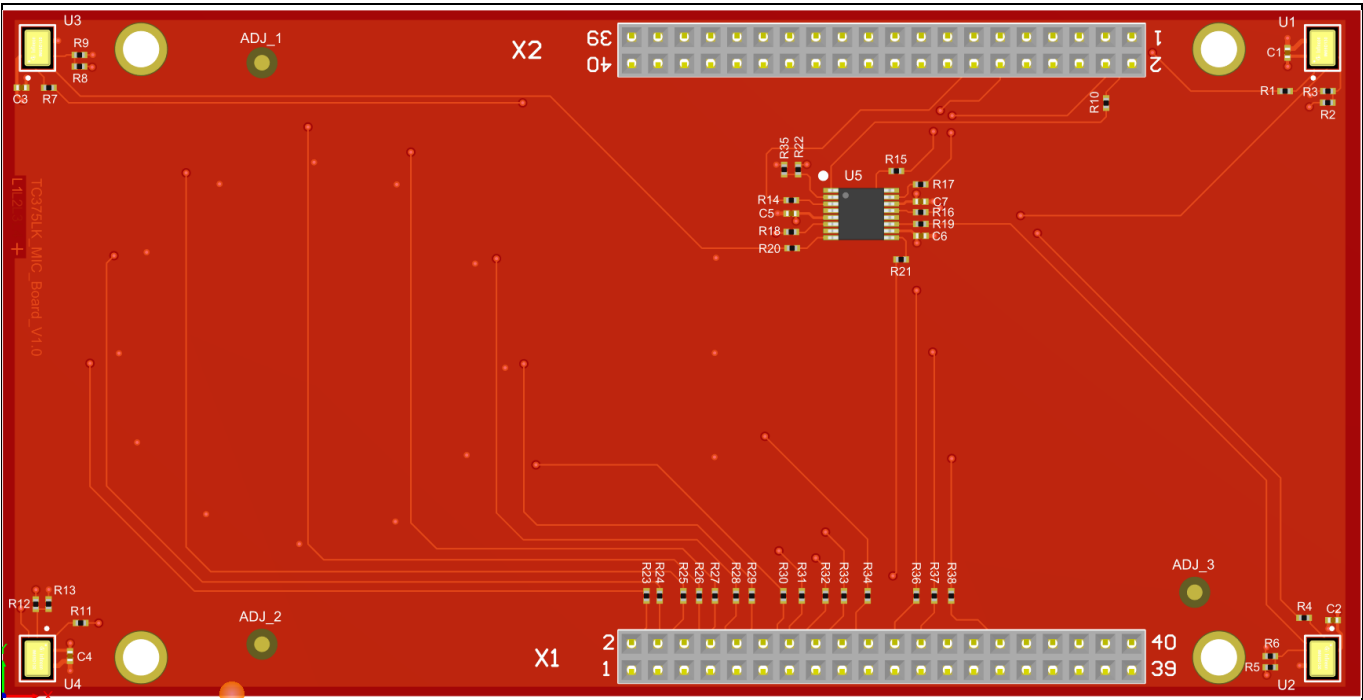 U3
R9
R8
C3
R7
ADJ_1
X2
39
40
1
2
U1
C1
R1
R3
R2
R10
R35
R22
R15
U5
R14
C5
R18
R20
R17
C7
R16
R19
C6
R21
TC375LK_MIC_Board_V1.0
R23
R24
R25
R26
R27
R28
R29
R30
R31
R32
R33
R34
R36
R37
R38
ADJ_3
ADJ_2
R12
R13
R11
C4
U4
X1
2
1
40
39
R4
C2
R6
R5
U2